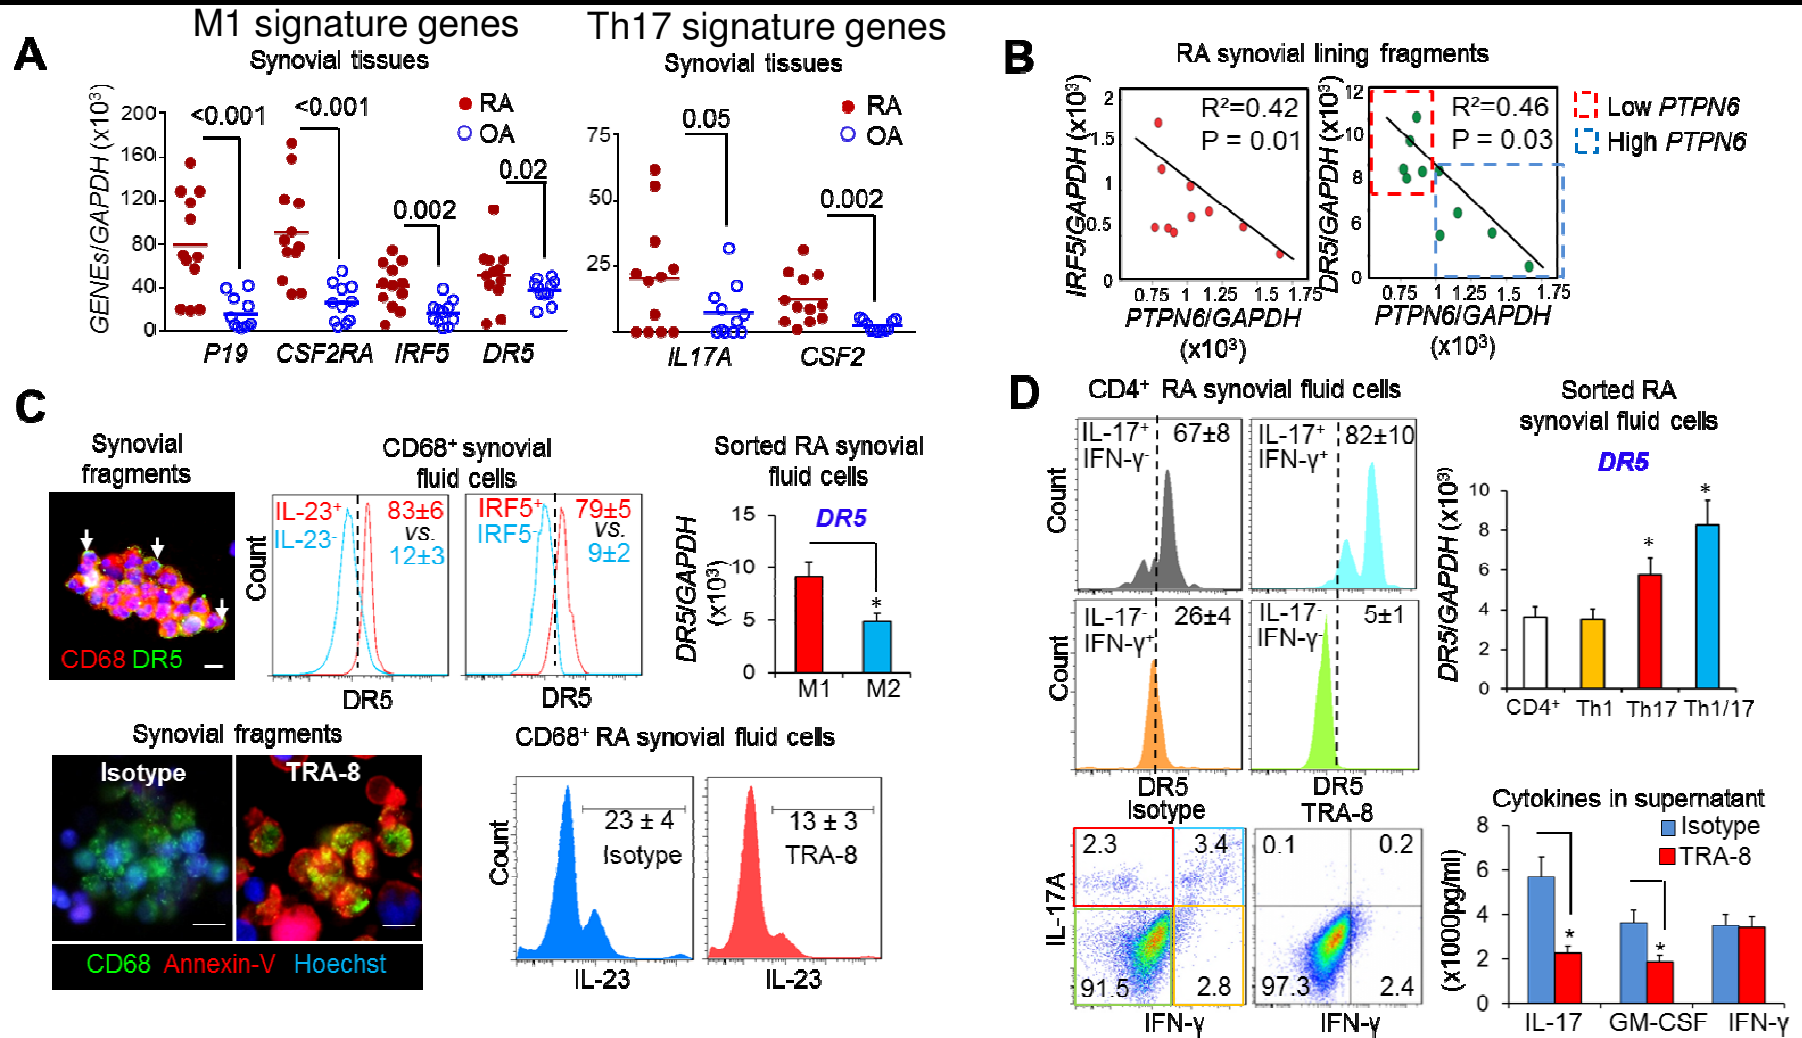 M1 signature genes
Th17 signature genes
A
Synovial tissues
Synovial tissues
GENEs/GAPDH (x10³)
200
160
120
80
40
0
<0.001
<0.001
0.002
0.02
RA
OA
P19
CSF2RA
IRF5
DR5
75
50
25
0.05
0.002
RA
OA
IL17A
CSF2
B
RA synovial lining fragments
IRF5/GAPDH (x10³)
2
1.5
1
0.5
0
R²=0.42
P = 0.01
0.75 1 1.25 1.5 1.75
PTPN6/GAPDH
(x10³)
DR5/GAPDH (x10³)
12
10
8
6
0
R²=0.46
P = 0.03
0.75 1 1.25 1.5 1.75
PTPN6/GAPDH
(x10³)
Low PTPN6
High PTPN6
C
Synovial
fragments
CD68 DR5
CD68⁺ synovial
fluid cells
Count
IL-23⁺
IL-23⁻
83±6
vs.
12±3
DR5
IRF5⁺
IRF5⁻
79±5
vs.
9±2
DR5
Sorted RA synovial
fluid cells
DR5
DR5/GAPDH
(x10³)
15
10
5
0
*
M1
M2
Synovial fragments
Isotype
TRA-8
CD68 Annexin-V Hoechst
CD68⁺ RA synovial fluid cells
Count
23 ± 4
Isotype
IL-23
13 ± 3
TRA-8
IL-23
D
CD4⁺ RA synovial fluid cells
Count
IL-17⁺
IFN-γ⁻
67±8
IL-17⁺
IFN-γ⁺
82±10
Count
IL-17⁻
IFN-γ⁺
26±4
IL-17⁻
IFN-γ⁻
5±1
DR5
DR5
Isotype
TRA-8
IL-17A
2.3
3.4
91.5
2.8
IFN-γ
0.1
0.2
97.3
2.4
IFN-γ
Sorted RA
synovial fluid cells
DR5
DR5/GAPDH (x10³)
10
8
6
4
2
0
*
*
CD4⁺ Th1 Th17 Th1/17
Cytokines in supernatant
(x1000pg/ml)
8
6
4
2
0
Isotype
TRA-8
*
*
IL-17
GM-CSF
IFN-γ